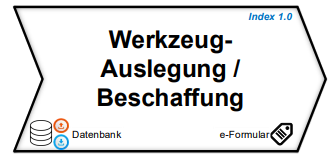 Index 1.0
Werkzeug-
Auslegung /
Beschaffung
Datenbank e-Formular